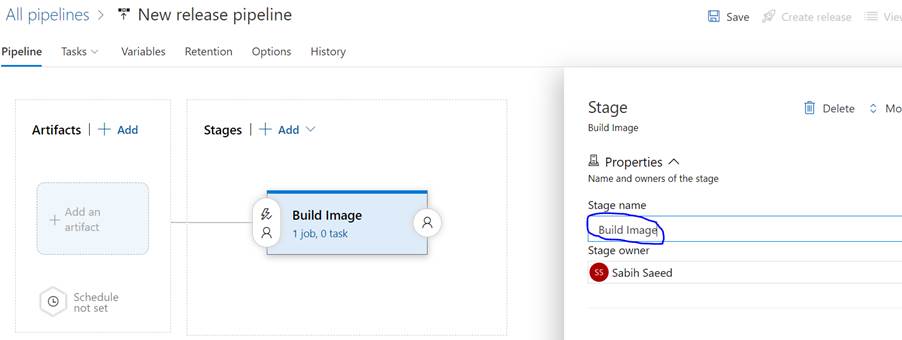 All pipelines > New release pipeline
Save Create release View
Pipeline Tasks Variables Retention Options History
Artifacts | + Add
+ Add an
artifact
Schedule
not set
Stages | + Add
Build Image
1 job, 0 task
Stage
Delete Mo
Build Image
Properties
Name and owners of the stage
Stage name
Build Image
Stage owner
SS Sabih Saeed